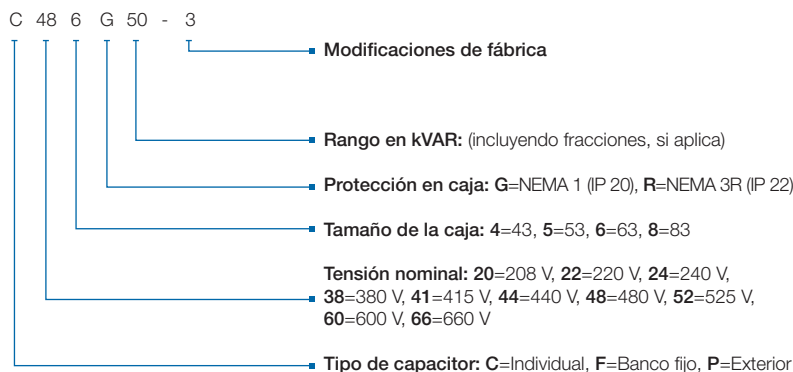 C 48 6 G 50 - 3
Modificaciones de fábrica
Rango en kVAR: (incluyendo fracciones, si aplica)
Protección en caja: G=NEMA 1 (IP 20), R=NEMA 3R (IP 22)
Tamaño de la caja: 4=43, 5=53, 6=63, 8=83
Tensión nominal: 20=208 V, 22=220 V, 24=240 V,
38=380 V, 41=415 V, 44=440 V, 48=480 V, 52=525 V,
60=600 V, 66=660 V
Tipo de capacitor: C=Individual, F=Banco fijo, P=Exterior